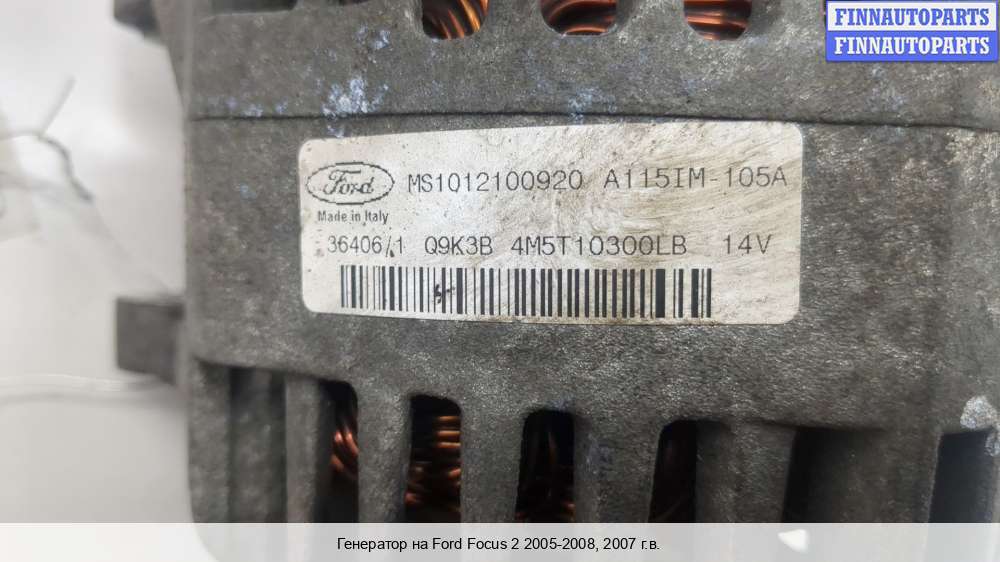 FINNAUTOPARTS
FINNAUTOPARTS
Ford MS1012100920 A115IM 105A
Made in Italy
36406/1 Q9K3B 4M5T10300LB 14V
Генератор на Ford Focus 2 2005-2008, 2007 г.в.